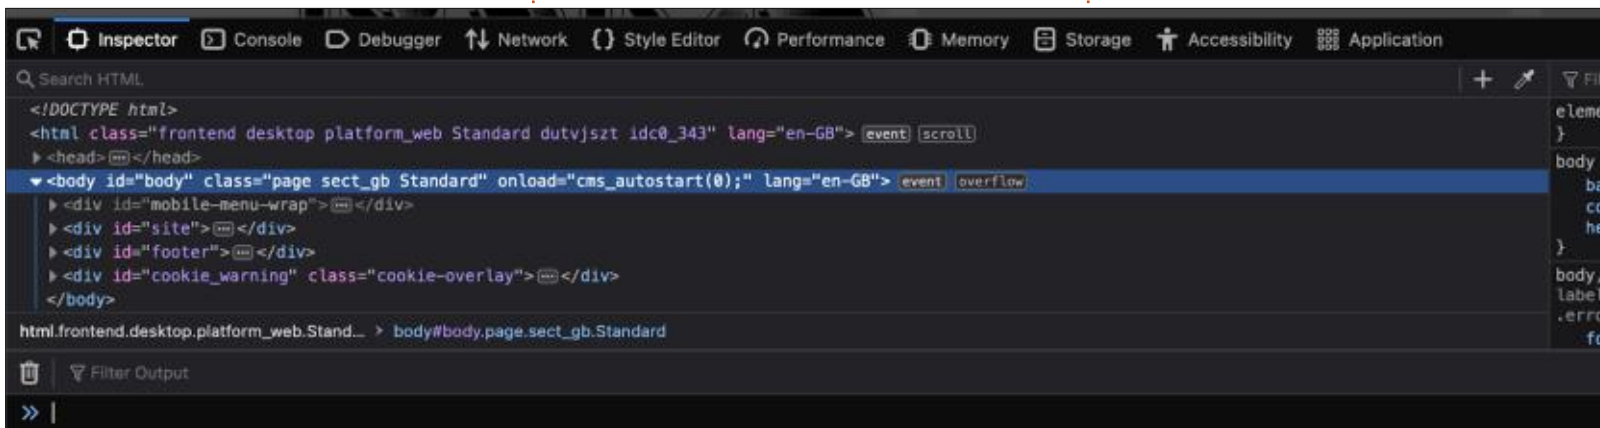 Inspector Console Debugger Network {} Style Editor Performance Memory Storage Accessibility Application
Search HTML
<!DOCTYPE html>
<html class="frontend desktop platform_web Standard dutvjszt idc0_343" lang="en-GB"> event scroll
<head>⋯</head>
<body id="body" class="page sect_gb Standard" onload="cms_autostart(0);" lang="en-GB"> event overflow
<div id="mobile-menu-wrap">⋯</div>
<div id="site">⋯</div>
<div id="footer">⋯</div>
<div id="cookie_warning" class="cookie-overlay">⋯</div>
</body>
html.frontend.desktop.platform_web.Stand... > body#body.page.sect_gb.Standard
}
body
}
body,
Filter Output
»